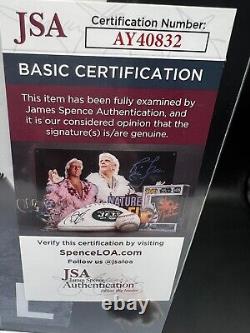 JSA
Certification Number:
AY40832
BASIC CERTIFICATION
This item has been fully examined by
James Spence Authentication, and
it is our considered opinion that the
signature(s) is/are genuine.
NATURE
Verify this certification by visiting
SpenceLOA.com
Follow us @jsaloa
JSA
James Spence
Authentication